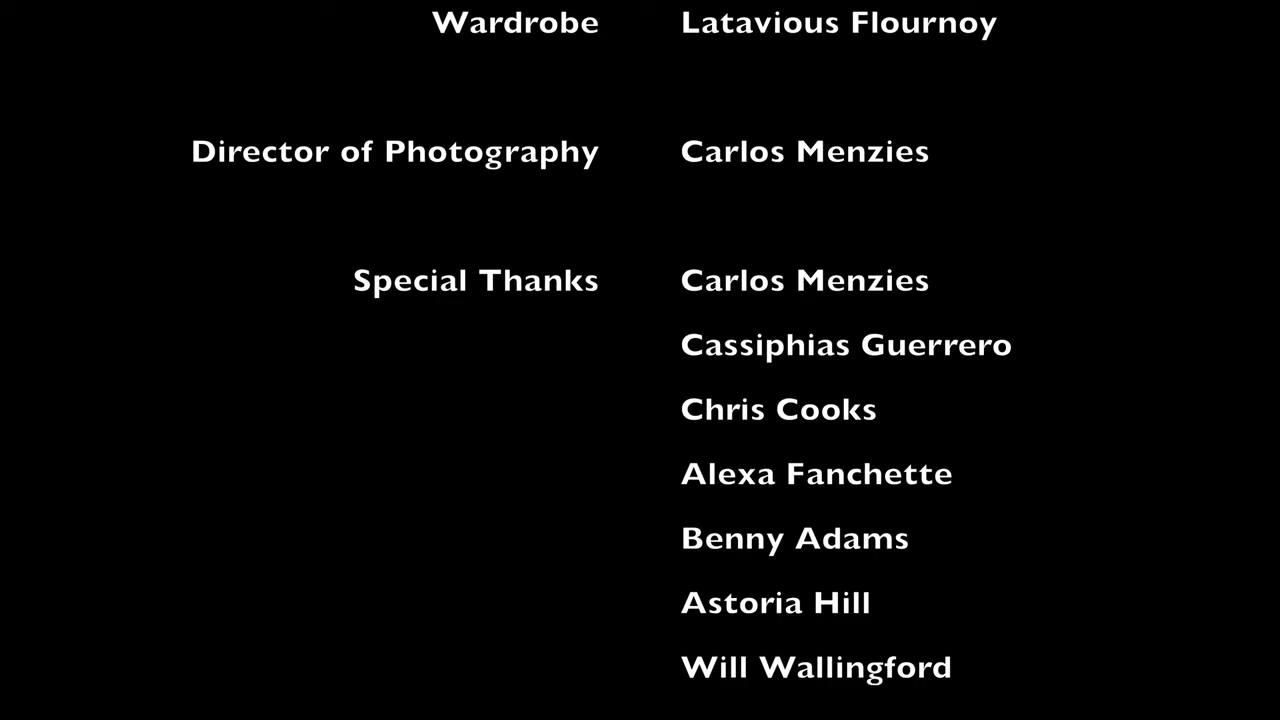 Wardrobe Latavious Flournoy
Director of Photography Carlos Menzies
Special Thanks Carlos Menzies
Cassiphias Guerrero
Chris Cooks
Alexa Fanchette
Benny Adams
Astoria Hill
Will Wallingford